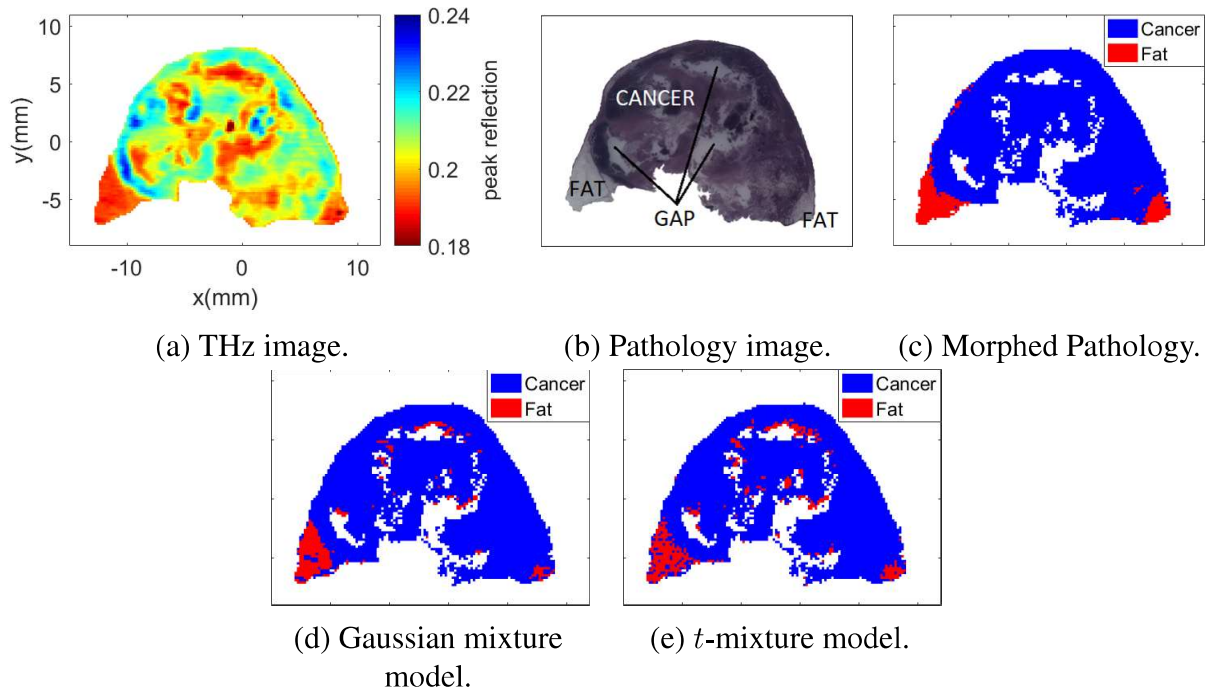 10
5
0
-5
y(mm)
-10
0
10
x(mm)
0.24
0.22
0.2
0.18
peak reflection
(a) THz image.
CANCER
FAT
GAP
FAT
(b) Pathology image.
Cancer
Fat
(c) Morphed Pathology.
Cancer
Fat
(d) Gaussian mixture
model.
Cancer
Fat
(e) t-mixture model.